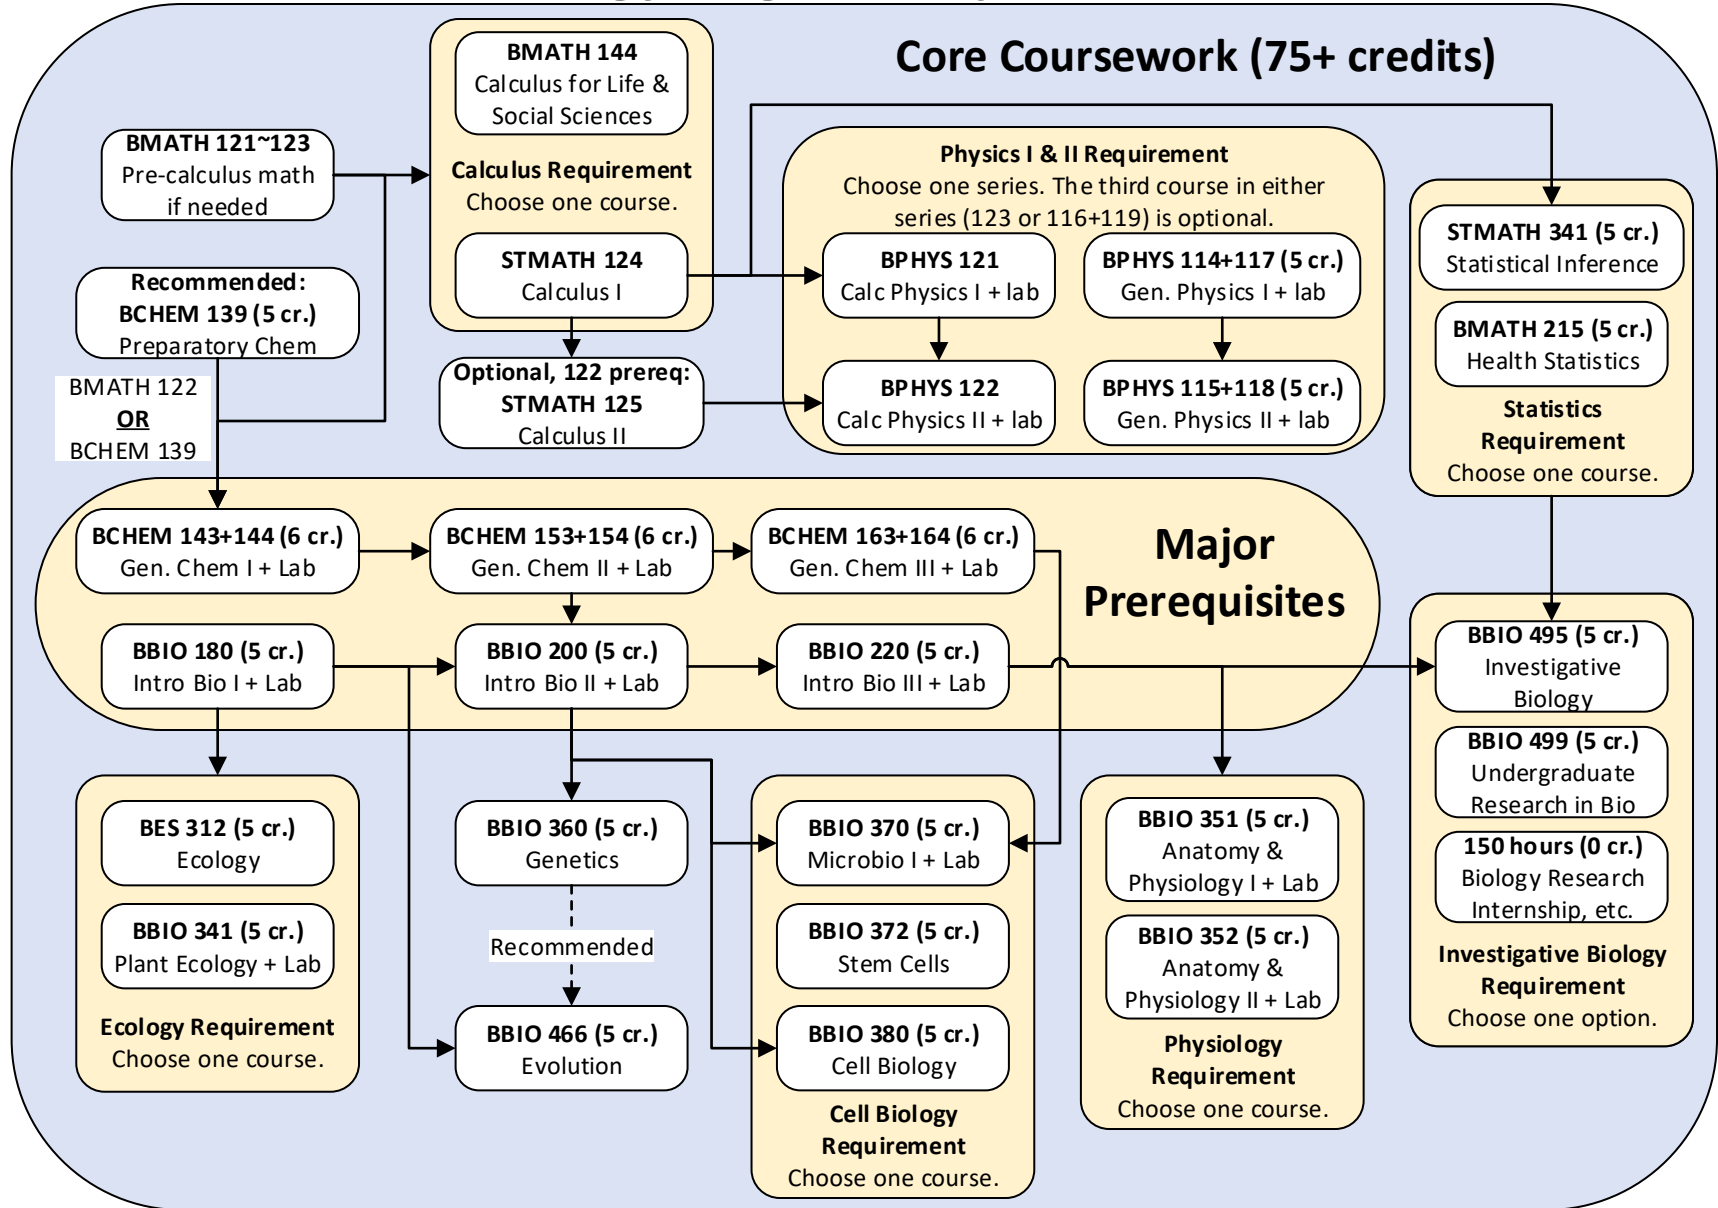 Core Coursework (75+ credits)
BMATH 144
Calculus for Life &
Social Sciences
Calculus Requirement
Choose one course.
STMATH 124
Calculus I
BMATH 121~123
Pre-calculus math
if needed
Recommended:
BCHEM 139 (5 cr.)
Preparatory Chem
BMATH 122
OR
BCHEM 139
Optional, 122 prereq:
STMATH 125
Calculus II
Physics I & II Requirement
Choose one series. The third course in either
series (123 or 116+119) is optional.
BPHYS 121
Calc Physics I + lab
BPHYS 114+117 (5 cr.)
Gen. Physics I + lab
BPHYS 122
Calc Physics II + lab
BPHYS 115+118 (5 cr.)
Gen. Physics II + lab
STMATH 341 (5 cr.)
Statistical Inference
BMATH 215 (5 cr.)
Health Statistics
Statistics
Requirement
Choose one course.
Major
Prerequisites
BCHEM 143+144 (6 cr.)
Gen. Chem I + Lab
BCHEM 153+154 (6 cr.)
Gen. Chem II + Lab
BCHEM 163+164 (6 cr.)
Gen. Chem III + Lab
BBIO 180 (5 cr.)
Intro Bio I + Lab
BBIO 200 (5 cr.)
Intro Bio II + Lab
BBIO 220 (5 cr.)
Intro Bio III + Lab
BES 312 (5 cr.)
Ecology
BBIO 341 (5 cr.)
Plant Ecology + Lab
Ecology Requirement
Choose one course.
BBIO 360 (5 cr.)
Genetics
Recommended
BBIO 466 (5 cr.)
Evolution
BBIO 370 (5 cr.)
Microbio I + Lab
BBIO 372 (5 cr.)
Stem Cells
BBIO 380 (5 cr.)
Cell Biology
Cell Biology
Requirement
Choose one course.
BBIO 351 (5 cr.)
Anatomy &
Physiology I + Lab
BBIO 352 (5 cr.)
Anatomy &
Physiology II + Lab
Physiology
Requirement
Choose one course.
BBIO 495 (5 cr.)
Investigative
Biology
BBIO 499 (5 cr.)
Undergraduate
Research in Bio
150 hours (0 cr.)
Biology Research
Internship, etc.
Investigative Biology
Requirement
Choose one option.